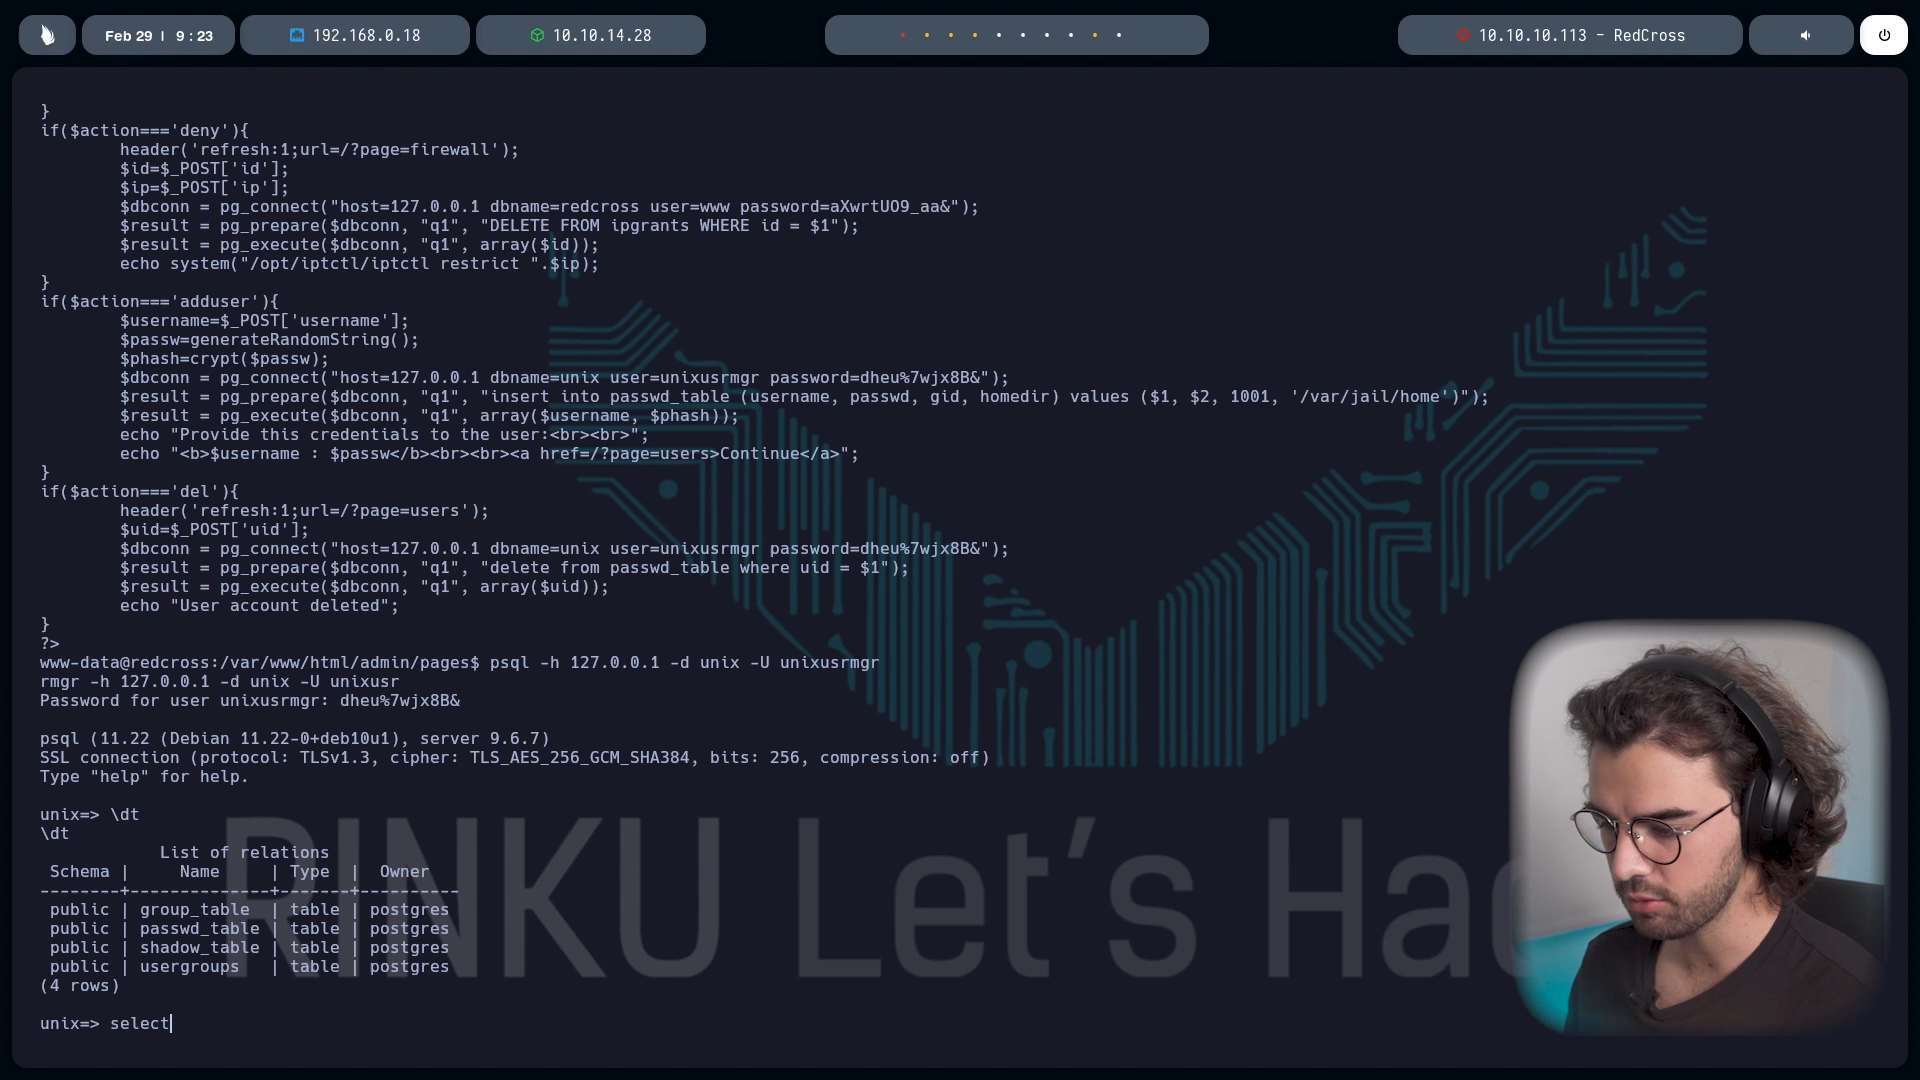 Feb 29 | 9 : 23
192.168.0.18
10.10.14.28
10.10.10.113 - RedCross
}
if($action==='deny'){
        header('refresh:1;url=/?page=firewall');
        $id=$_POST['id'];
        $ip=$_POST['ip'];
        $dbconn = pg_connect("host=127.0.0.1 dbname=redcross user=www password=aXwrtUO9_aa&");
        $result = pg_prepare($dbconn, "q1", "DELETE FROM ipgrants WHERE id = $1");
        $result = pg_execute($dbconn, "q1", array($id));
        echo system("/opt/iptctl/iptctl restrict ".$ip);
}
if($action==='adduser'){
        $username=$_POST['username'];
        $passw=generateRandomString();
        $phash=crypt($passw);
        $dbconn = pg_connect("host=127.0.0.1 dbname=unix user=unixusrmgr password=dheu%7wjx8B&");
        $result = pg_prepare($dbconn, "q1", "insert into passwd_table (username, passwd, gid, homedir) values ($1, $2, 1001, '/var/jail/home')");
        $result = pg_execute($dbconn, "q1", array($username, $phash));
        echo "Provide this credentials to the user:<br><br>";
        echo "<b>$username : $passw</b><br><br><a href=/?page=users>Continue</a>";
}
if($action==='del'){
        header('refresh:1;url=/?page=users');
        $uid=$_POST['uid'];
        $dbconn = pg_connect("host=127.0.0.1 dbname=unix user=unixusrmgr password=dheu%7wjx8B&");
        $result = pg_prepare($dbconn, "q1", "delete from passwd_table where uid = $1");
        $result = pg_execute($dbconn, "q1", array($uid));
        echo "User account deleted";
}
?>
www-data@redcross:/var/www/html/admin/pages$ psql -h 127.0.0.1 -d unix -U unixusrmgr
rmgr -h 127.0.0.1 -d unix -U unixusr
Password for user unixusrmgr: dheu%7wjx8B&
psql (11.22 (Debian 11.22-0+deb10u1), server 9.6.7)
SSL connection (protocol: TLSv1.3, cipher: TLS_AES_256_GCM_SHA384, bits: 256, compression: off)
Type "help" for help.
unix=> \dt
\dt
            List of relations
 Schema |     Name     | Type  |  Owner
--------+--------------+-------+----------
 public | group_table  | table | postgres
 public | passwd_table | table | postgres
 public | shadow_table | table | postgres
 public | usergroups   | table | postgres
(4 rows)
unix=> select
RINKU Let's Hac